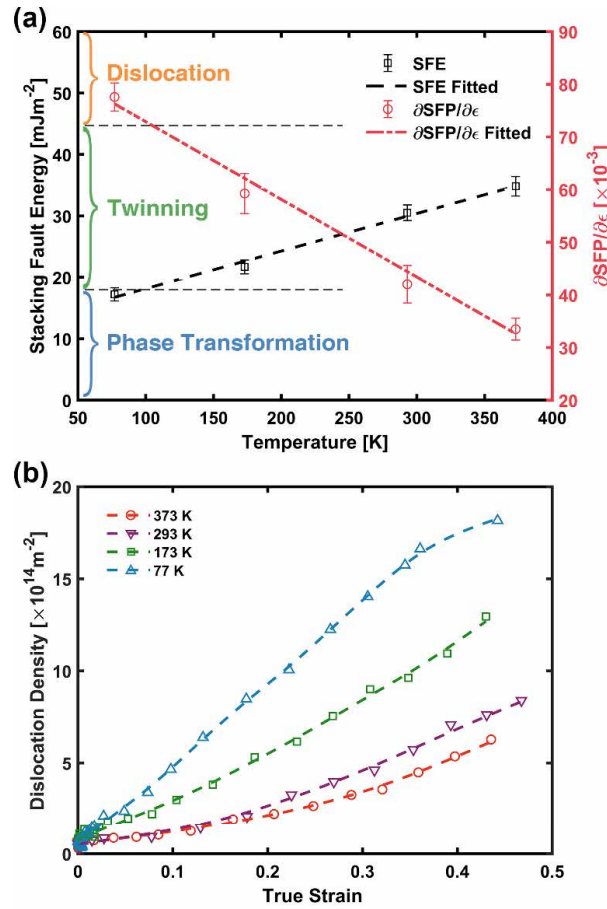 (a)
60
50
40
30
20
10
0
Stacking Fault Energy [mJm-2]
Dislocation
Twinning
Phase Transformation
SFE
SFE Fitted
∂SFP/∂ϵ
∂SFP/∂ϵ Fitted
90
80
70
60
50
40
30
20
∂SFP/∂ϵ [×10-3]
50 100 150 200 250 300 350 400
Temperature [K]
(b)
20
15
10
5
0
Dislocation Density [×10¹⁴m⁻²]
373 K
293 K
173 K
77 K
0 0.1 0.2 0.3 0.4 0.5
True Strain